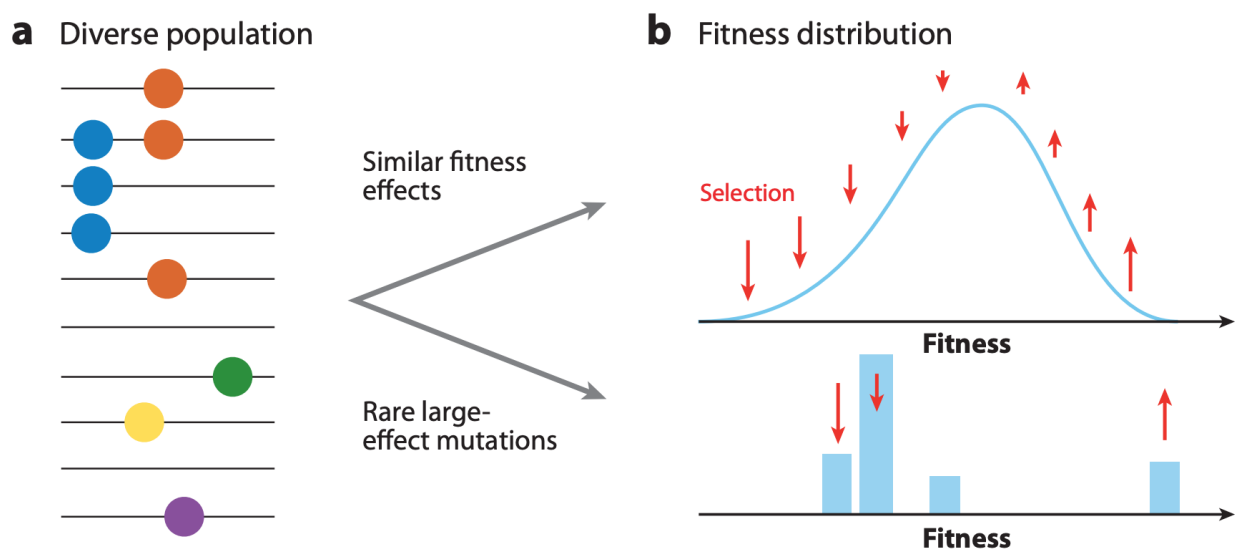 a Diverse population
b Fitness distribution
Similar fitness
effects
Selection
Fitness
Rare large-
effect mutations
Fitness